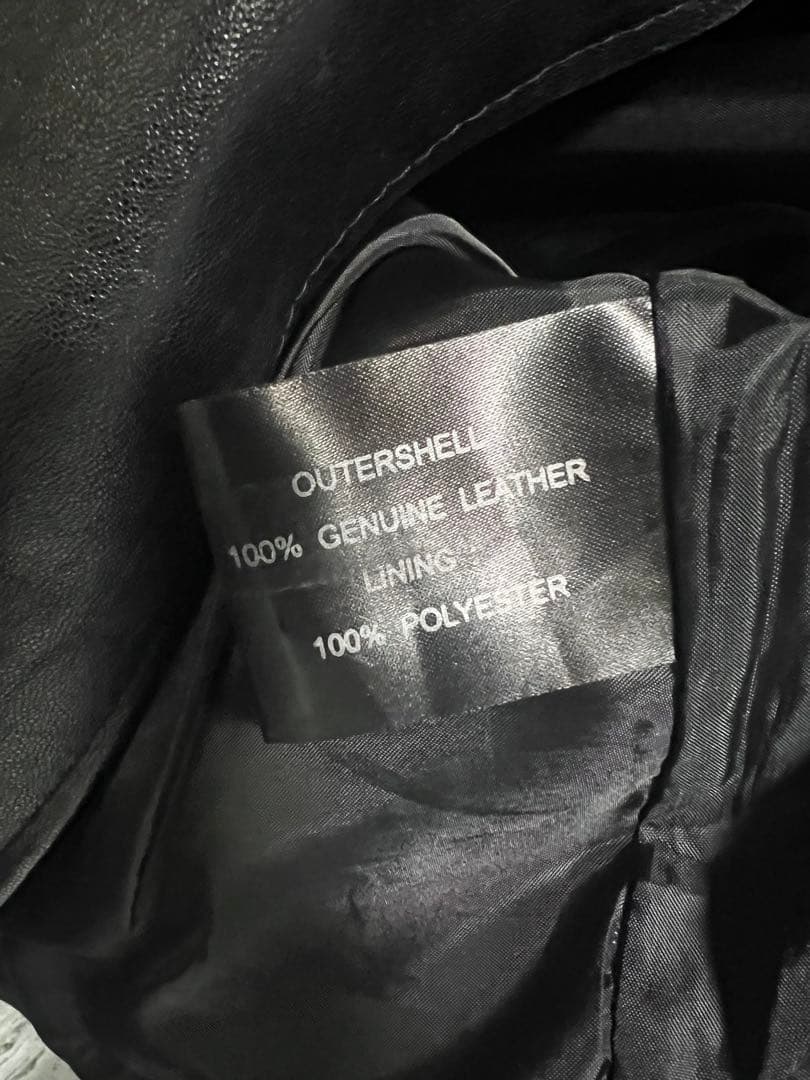 OUTERSHELL
100% GENUINE LEATHER
LINING
100% POLYESTER